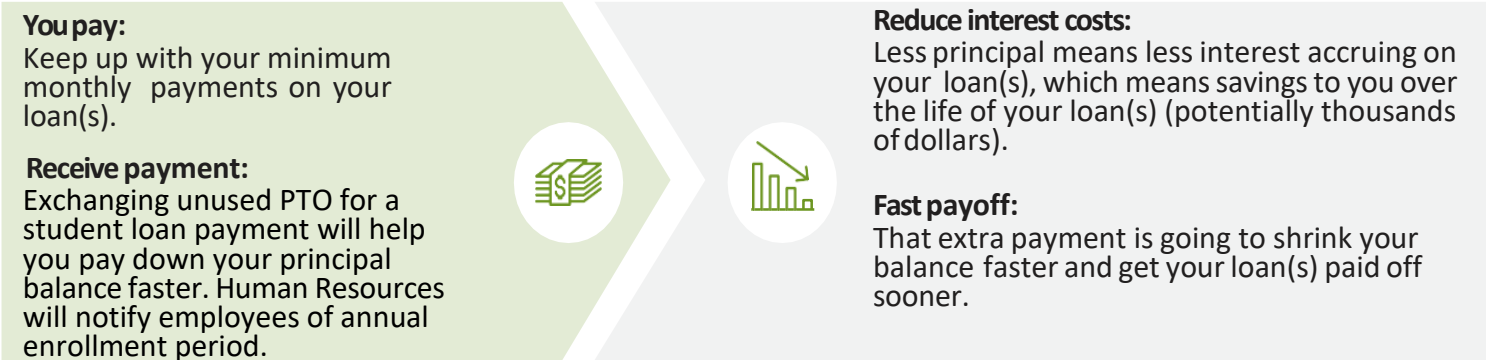 You pay:
Keep up with your minimum
monthly payments on your
loan(s).
Receive payment:
Exchanging unused PTO for a
student loan payment will help
you pay down your principal
balance faster. Human Resources
will notify employees of annual
enrollment period.
$
Reduce interest costs:
Less principal means less interest accruing on
your loan(s), which means savings to you over
the life of your loan(s) (potentially thousands
of dollars).
Fast payoff:
That extra payment is going to shrink your
balance faster and get your loan(s) paid off
sooner.